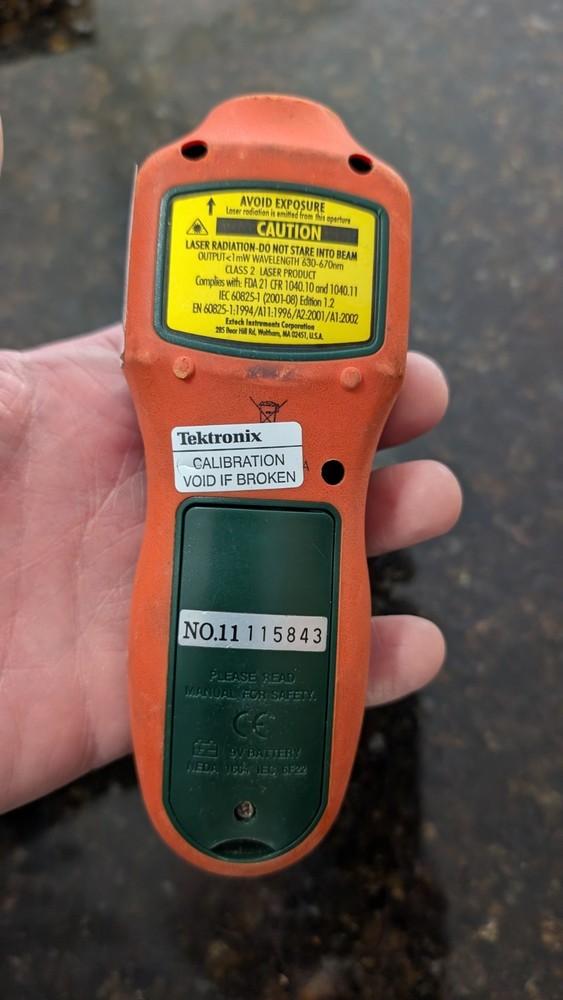 AVOID EXPOSURE
Laser radiation is emitted from this aperture
CAUTION
LASER RADIATION-DO NOT STARE INTO BEAM
OUTPUT<1mW WAVELENGTH 630-670nm
CLASS 2 LASER PRODUCT
Complies with: FDA 21 CFR 1040.10 and 1040.11
IEC 60825-1 (2001-08) Edition 1.2
EN 60825-1:1994/A11:1996/A2:2001/A1:2002
Extech Instruments Corporation
285 Bear Hill Rd, Waltham, MA 02451, U.S.A.
Tektronix
CALIBRATION
VOID IF BROKEN
NO.11 115843
PLEASE READ
MANUAL FOR SAFETY.
CE
9V BATTERY
NEDA 1604 IEC 6F22